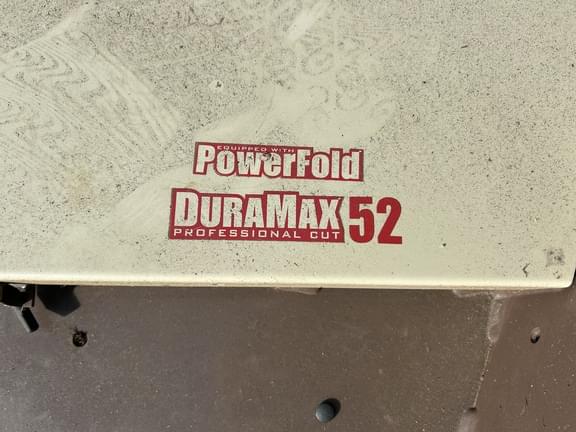 EQUIPPED WITH
POWERFOLD
DURAMAX 52
PROFESSIONAL CUT